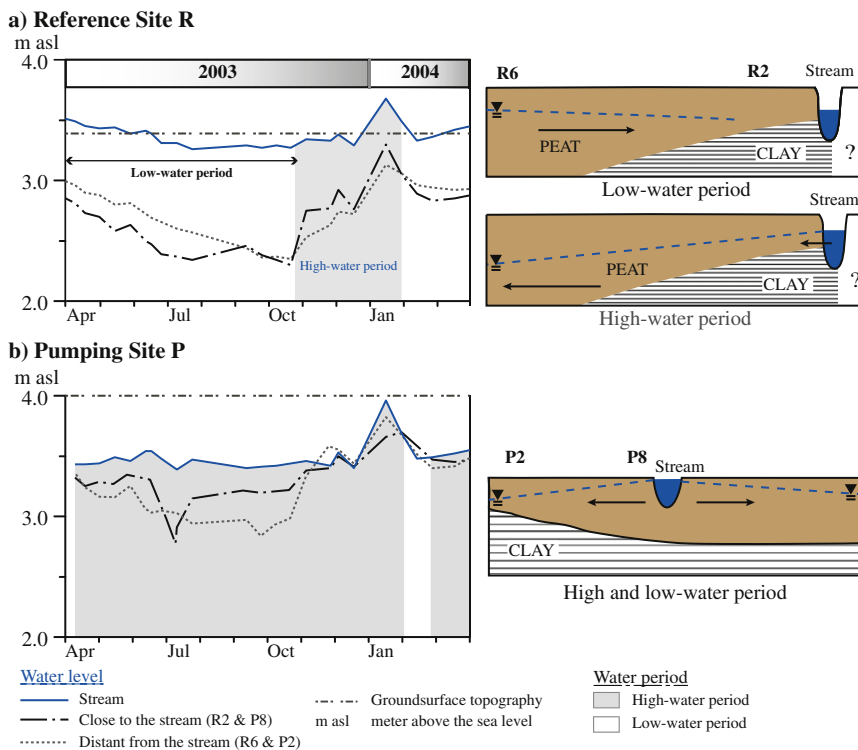 a) Reference Site R
m asl
4.0
2003
2004
3.0
Low-water period
High-water period
2.0
Apr
Jul
Oct
Jan
R6
R2
Stream
PEAT
CLAY
?
Low-water period
Stream
PEAT
CLAY
?
High-water period
b) Pumping Site P
m asl
4.0
3.0
2.0
Apr
Jul
Oct
Jan
P2
P8
Stream
CLAY
High and low-water period
Water level
Stream
Close to the stream (R2 & P8)
Distant from the stream (R6 & P2)
Groundsurface topography
m asl meter above the sea level
Water period
High-water period
Low-water period